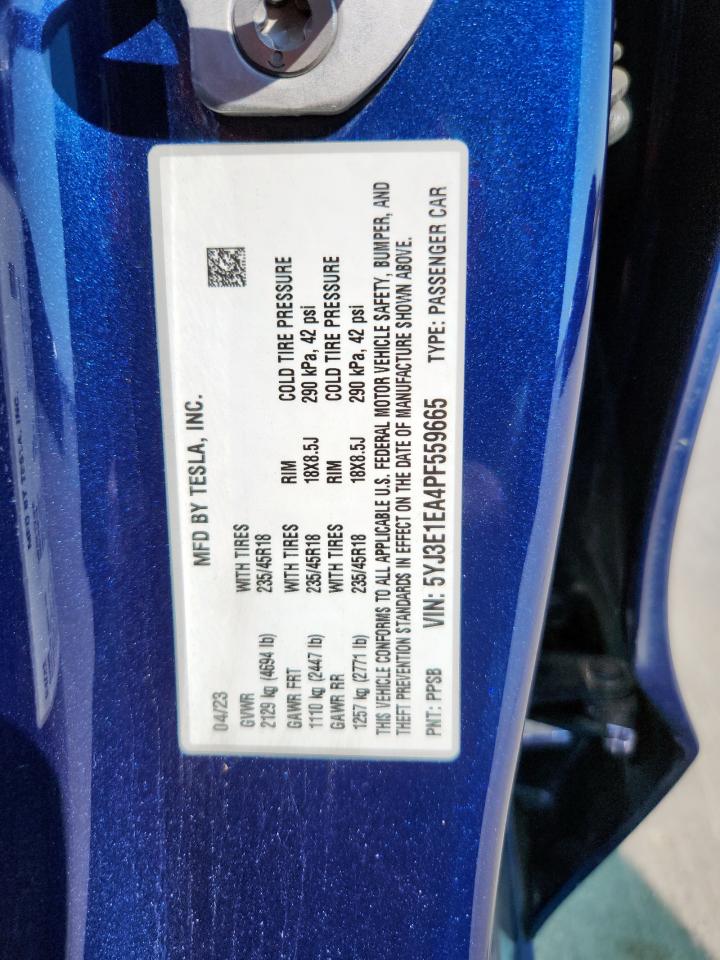 04/23 MFD BY TESLA, INC.
GVWR WITH TIRES RIM COLD TIRE PRESSURE
2129 kg (4694 lb) 235/45R18 18X8.5J 290 kPa, 42 psi
GAWR FRT WITH TIRES RIM COLD TIRE PRESSURE
1110 kg (2447 lb) 235/45R18 18X8.5J 290 kPa, 42 psi
GAWR RR
1257 kg (2771 lb)
THIS VEHICLE CONFORMS TO ALL APPLICABLE U.S. FEDERAL MOTOR VEHICLE SAFETY, BUMPER, AND
THEFT PREVENTION STANDARDS IN EFFECT ON THE DATE OF MANUFACTURE SHOWN ABOVE.
PNT: PPSB VIN: 5YJ3E1EA4PF559665 TYPE: PASSENGER CAR